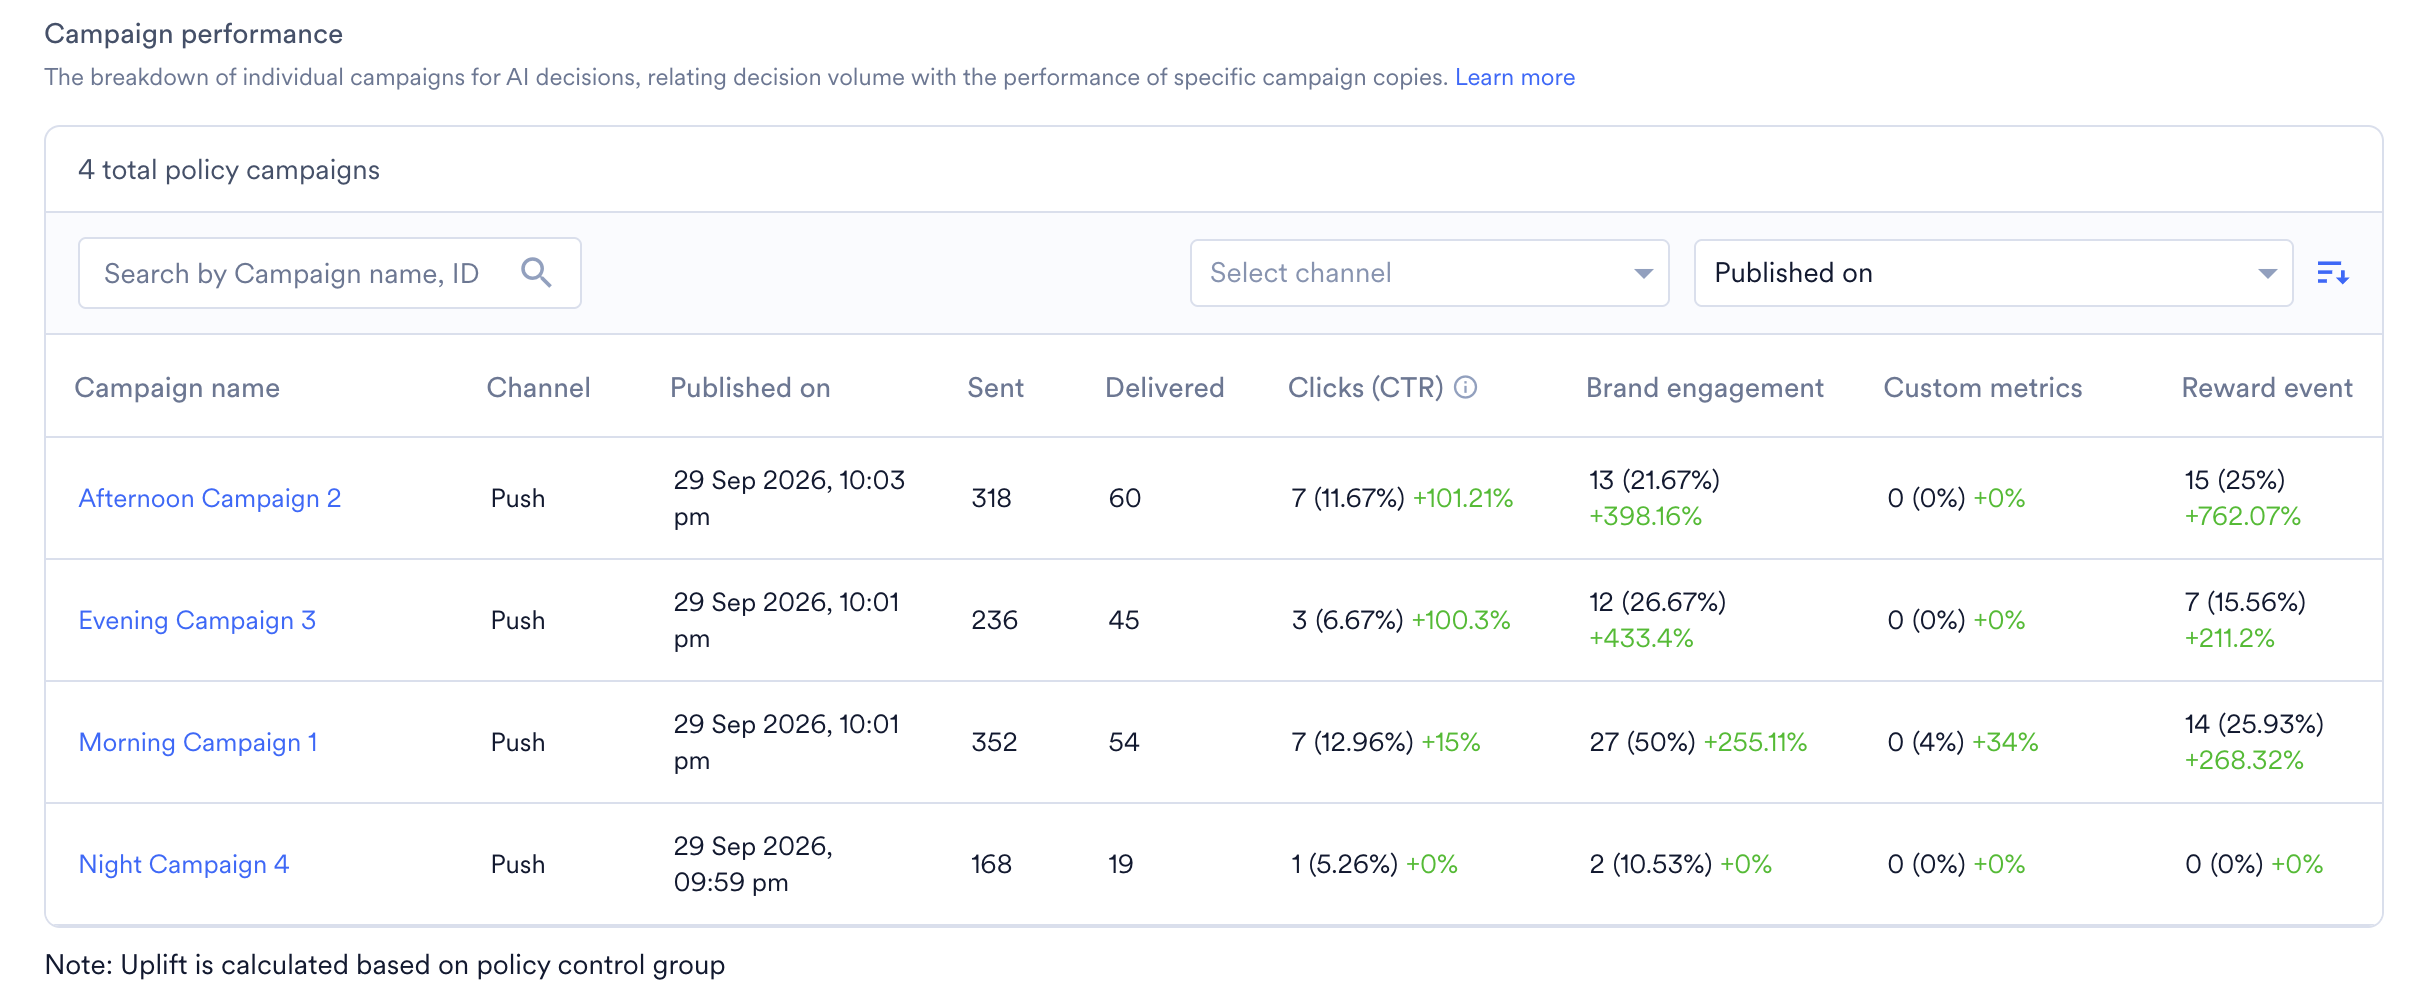 Campaign performance
The breakdown of individual campaigns for AI decisions, relating decision volume with the performance of specific campaign copies. Learn more
4 total policy campaigns
Search by Campaign name, ID
Select channel
Published on
Campaign name
Channel
Published on
Sent
Delivered
Clicks (CTR)
Brand engagement
Custom metrics
Reward event
Afternoon Campaign 2
Push
29 Sep 2026, 10:03
pm
318
60
7 (11.67%) +101.21%
13 (21.67%)
+398.16%
0 (0%) +0%
15 (25%)
+762.07%
Evening Campaign 3
Push
29 Sep 2026, 10:01
pm
236
45
3 (6.67%) +100.3%
12 (26.67%)
+433.4%
0 (0%) +0%
7 (15.56%)
+211.2%
Morning Campaign 1
Push
29 Sep 2026, 10:01
pm
352
54
7 (12.96%) +15%
27 (50%) +255.11%
0 (4%) +34%
14 (25.93%)
+268.32%
Night Campaign 4
Push
29 Sep 2026,
09:59 pm
168
19
1 (5.26%) +0%
2 (10.53%) +0%
0 (0%) +0%
0 (0%) +0%
Note: Uplift is calculated based on policy control group